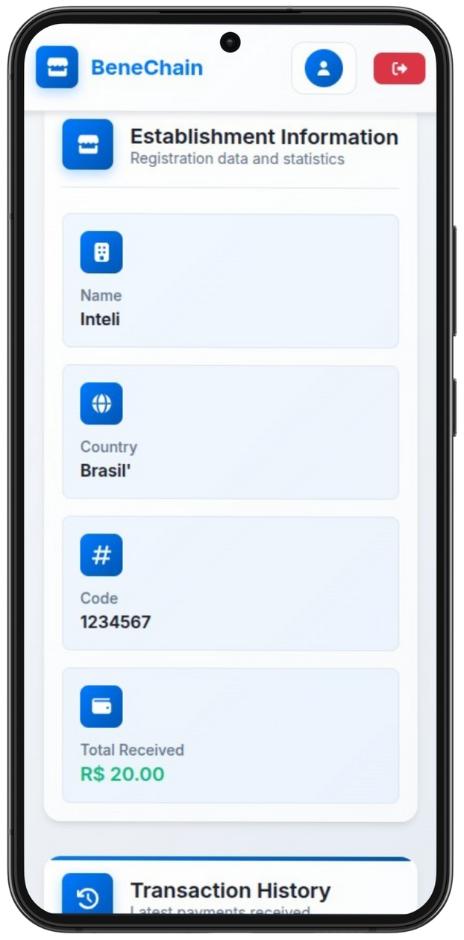 BeneChain
Establishment Information
Registration data and statistics
Name
Inteli
Country
Brasil'
#
Code
1234567
Total Received
R$ 20.00
Transaction History
Latest payments received